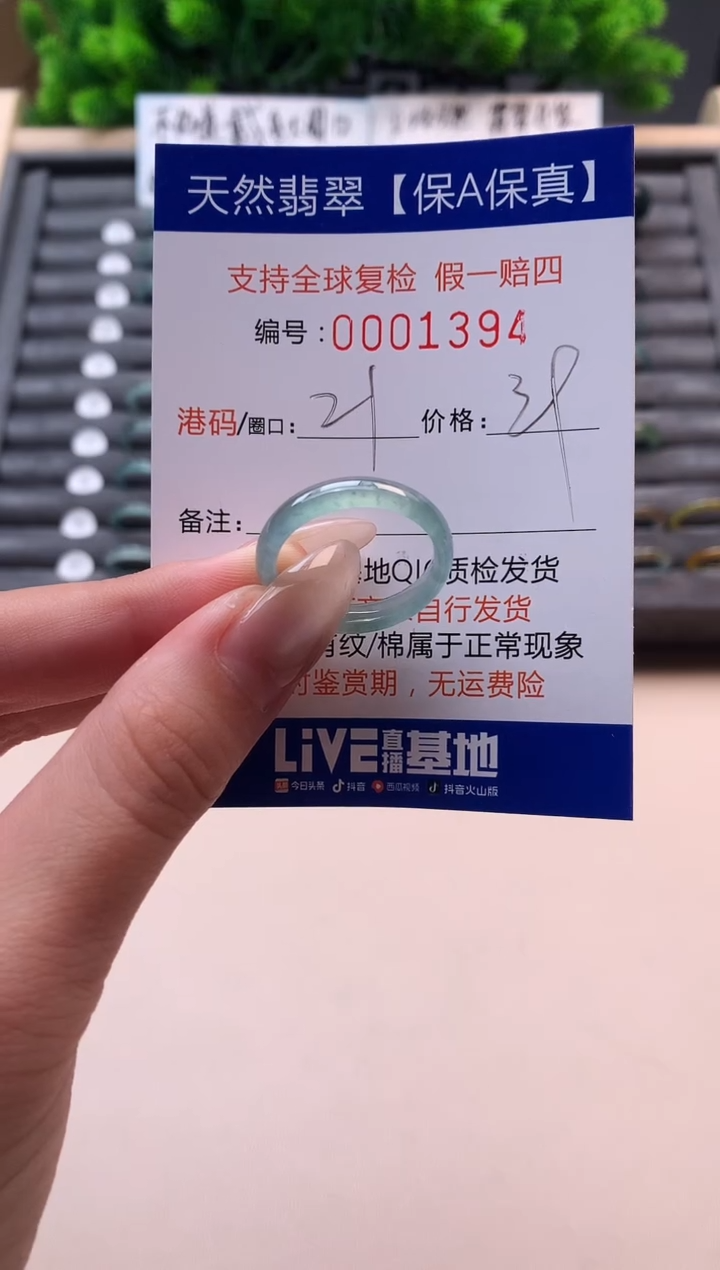 天然翡翠【保A保真】
支持全球复检 假一赔四
编号:0001394
港码/圈口: 21 价格:
备注:
地QIC质检发货
自行发货
纹/棉属于正常现象
鉴赏期，无运费险
LiVE直播基地
今日头条 抖音 西瓜视频 抖音火山版